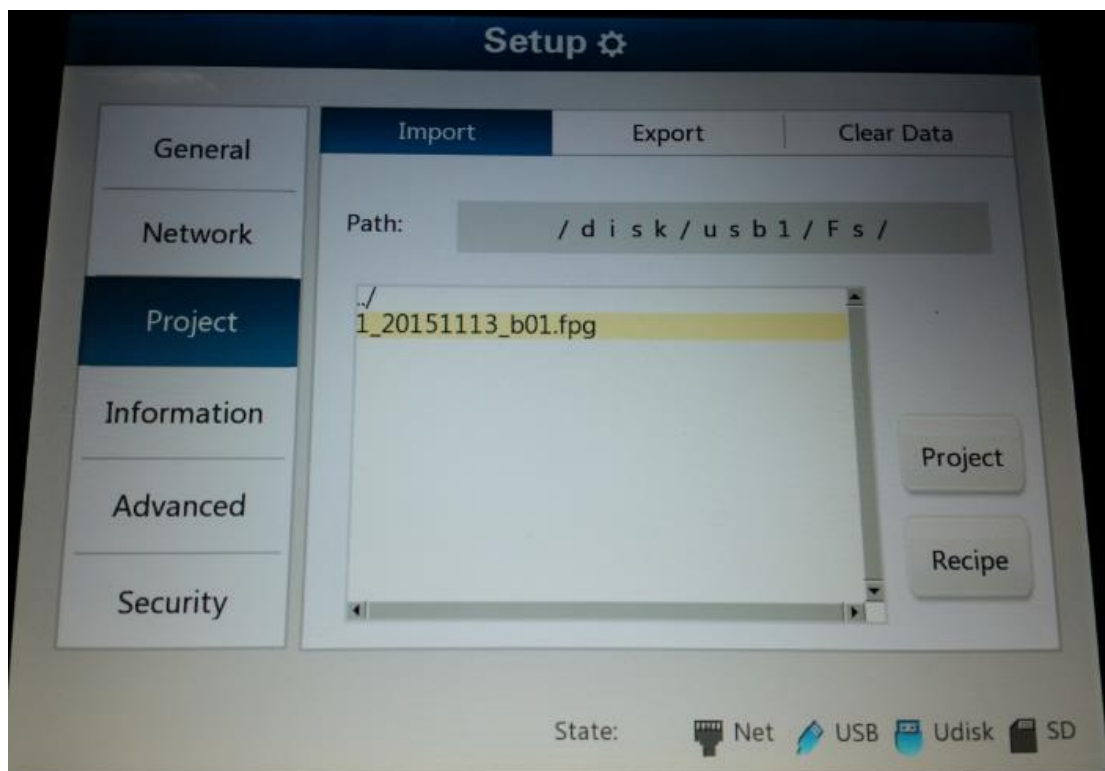 Setup
General
Network
Project
Information
Advanced
Security
Import Export Clear Data
Path: /disk/usb1/Fs/
../
1_20151113_b01.fpg
Project
Recipe
State: Net USB Udisk SD